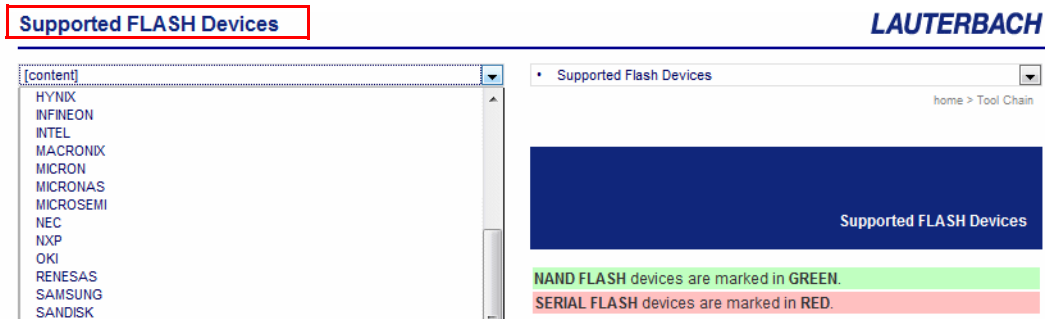 Supported FLASH Devices
LAUTERBACH
[content]
HYNIX
INFINEON
INTEL
MACRONIX
MICRON
MICRONAS
MICROSEMI
NEC
NXP
OKI
RENESAS
SAMSUNG
SANDISK
• Supported Flash Devices
home > Tool Chain
Supported FLASH Devices
NAND FLASH devices are marked in GREEN.
SERIAL FLASH devices are marked in RED.